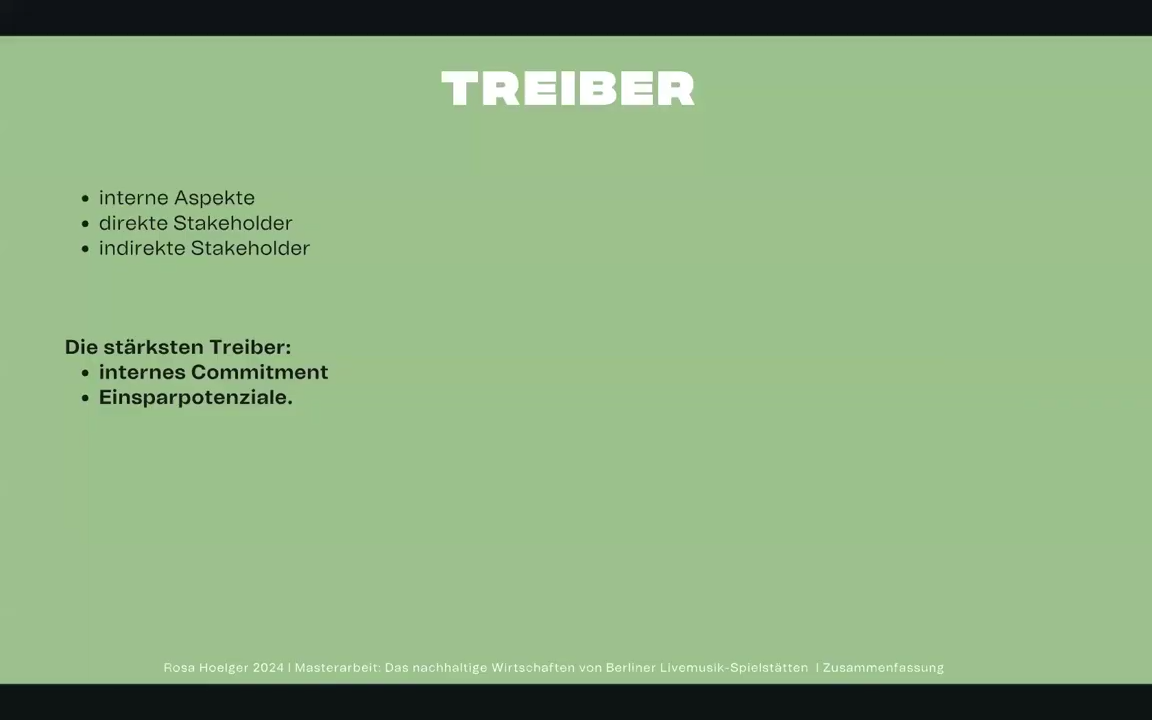 TREIBER
• interne Aspekte
• direkte Stakeholder
• indirekte Stakeholder
Die stärksten Treiber:
• internes Commitment
• Einsparpotenziale.
Rosa Hoelger 2024 | Masterarbeit: Das nachhaltige Wirtschaften von Berliner Livemusik-Spielstätten | Zusammenfassung